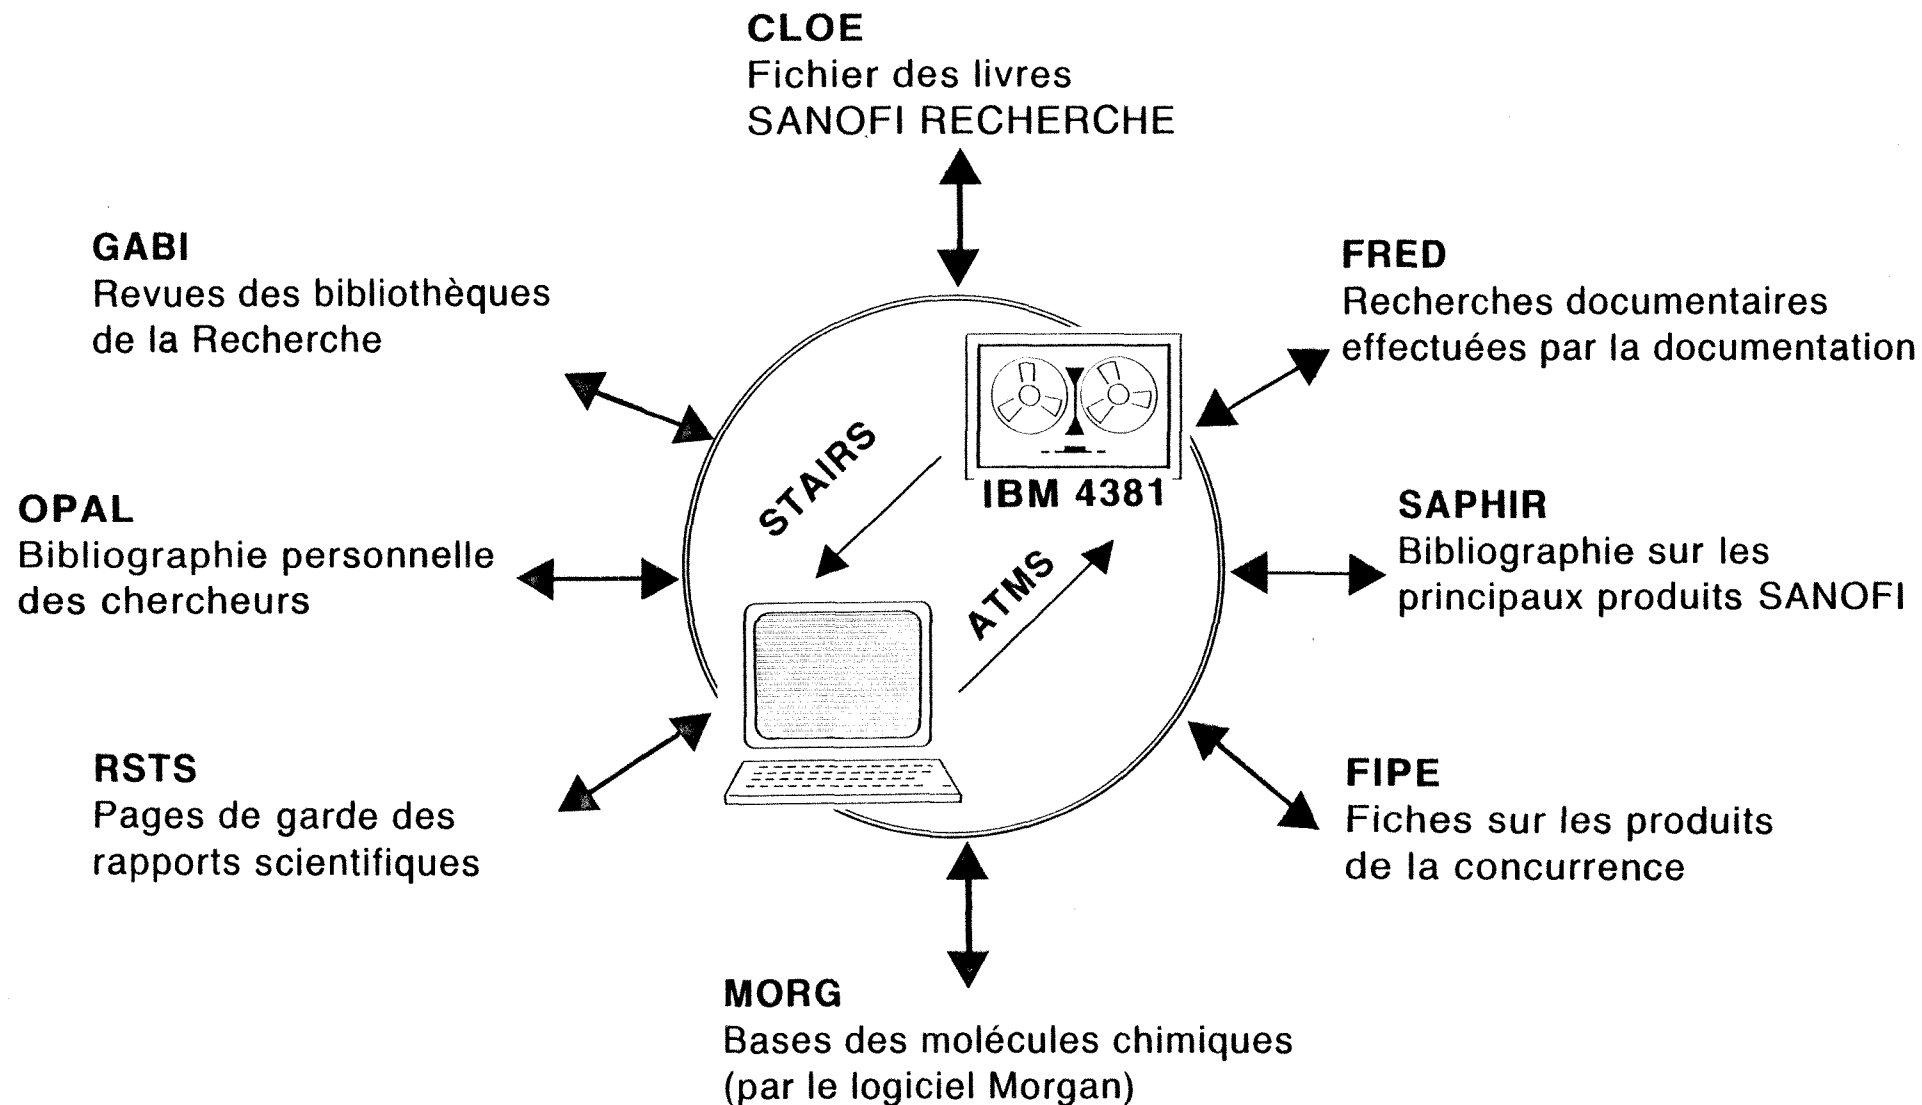 CLOE
Fichier des livres
SANOFI RECHERCHE
GABI
Revues des bibliothèques
de la Recherche
FRED
Recherches documentaires
effectuées par la documentation
STAIRS
IBM 4381
ATMS
OPAL
Bibliographie personnelle
des chercheurs
SAPHIR
Bibliographie sur les
principaux produits SANOFI
RSTS
Pages de garde des
rapports scientifiques
FIPE
Fiches sur les produits
de la concurrence
MORG
Bases des molécules chimiques
(par le logiciel Morgan)